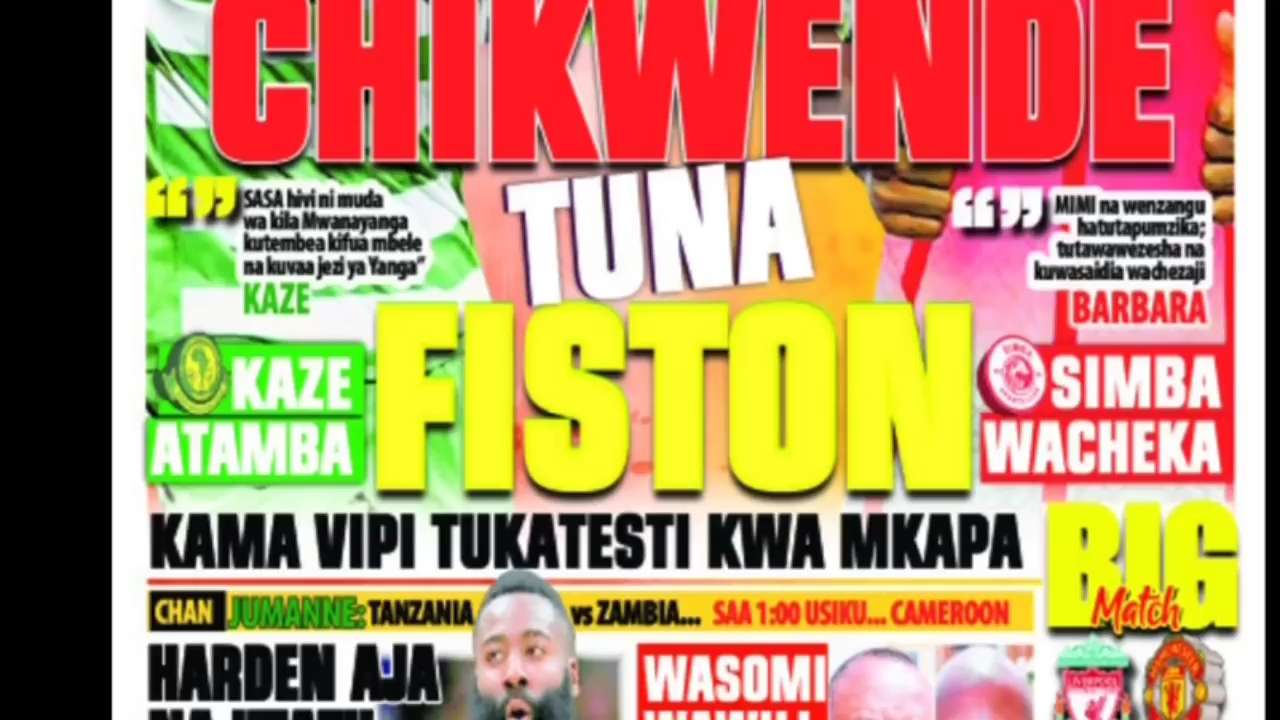 CHIKWENDE
TUNA
FISTON
SASA hivi ni muda
wa kila Mwanayanga
kutembea kifua mbele
na kuvaa jezi ya Yanga"
KAZE
MIMI na wenzangu
hatutapumzika;
tutawawezesha na
kuwasaidia wachezaji
BARBARA
KAZE
ATAMBA
SIMBA
WACHEKA
KAMA VIPI TUKATESTI KWA MKAPA
BIG
Match
CHAN JUMANNE: TANZANIA vs ZAMBIA... SAA 1:00 USIKU... CAMEROON
HARDEN AJA
WASOMI
LIVERPOOL